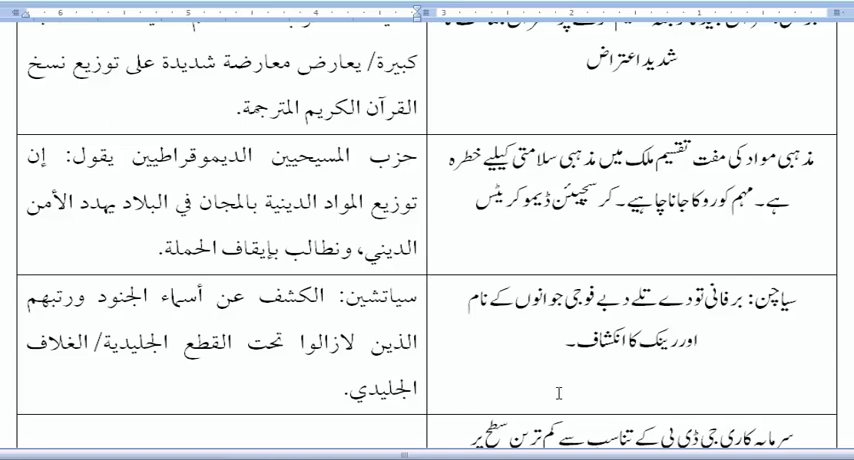 شدید اعتراض
كبيرة/ يعارض معارضة شديدة على توزيع نسخ
القرآن الكريم المترجمة.
مذہبی مواد کی مفت تقسیم ملک میں مذہبی سلامتی کیلیے خطرہ
ہے۔ مہم کو روکا جانا چاہیے۔ کرسچیئن ڈیموکریٹس
حزب المسيحيين الديموقراطيين يقول: إن
توزيع المواد الدينية بالمجان في البلاد يهدد الأمن
الديني، ونطالب بإيقاف الحملة.
سیاچن: برفانی تودے تلے دبے فوجی جوانوں کے نام
اور رینک کا انکشاف۔
سياتشين: الكشف عن أسماء الجنود ورتبهم
الذين لازالوا تحت القطع الجليدية/ الغلاف
الجليدي.
سرمایہ کاری جی ڈی پی کے تناسب سے کم ترین سطح پر